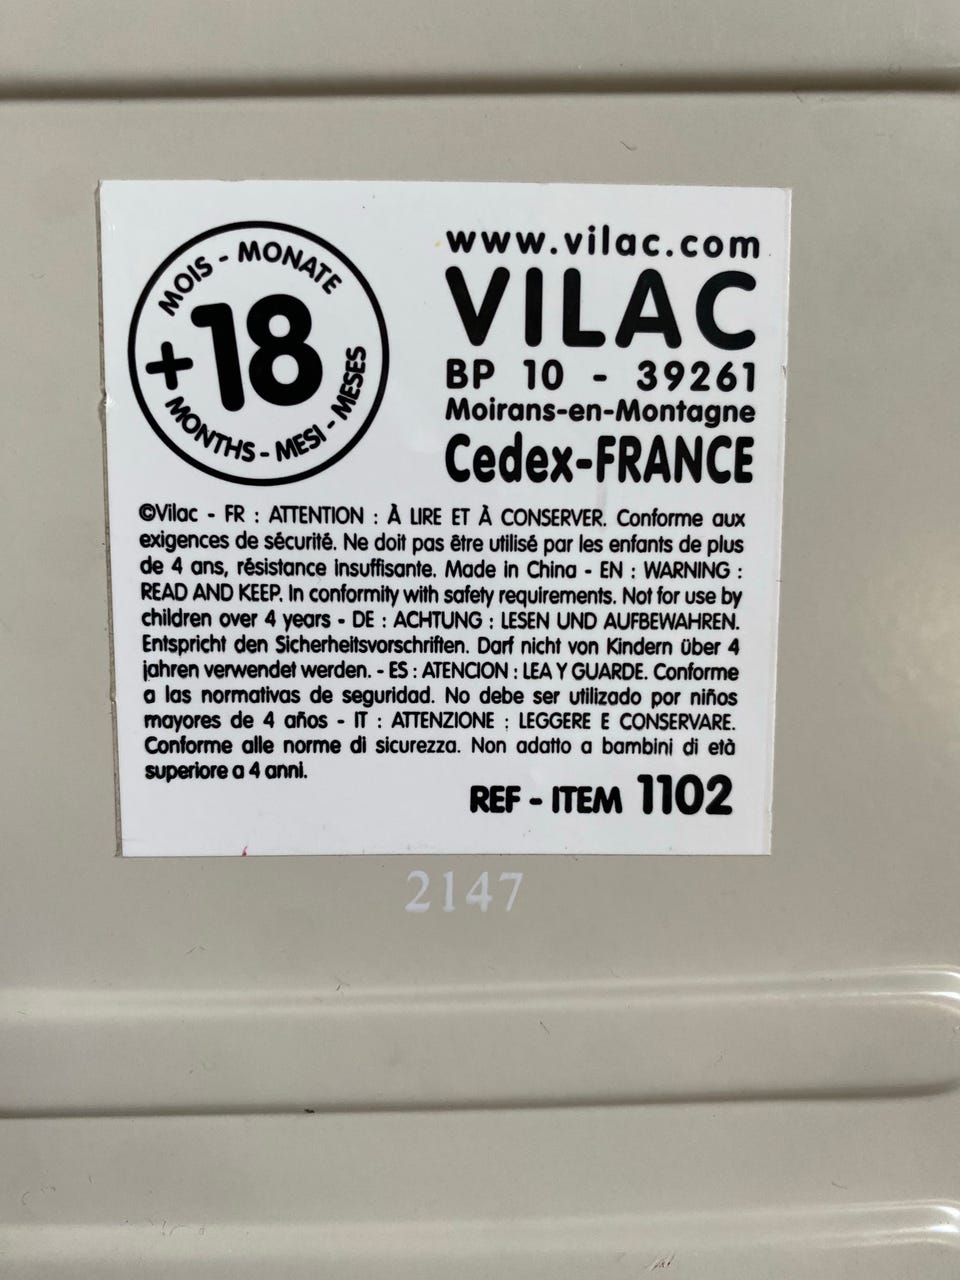 MOIS - MONATE
+18
MONTHS - MESI - MESES
www.vilac.com
VILAC
BP 10 - 39261
Moirans-en-Montagne
Cedex-FRANCE
©Vilac - FR : ATTENTION : À LIRE ET À CONSERVER. Conforme aux
exigences de sécurité. Ne doit pas être utilisé par les enfants de plus
de 4 ans, résistance insuffisante. Made in China - EN : WARNING :
READ AND KEEP. In conformity with safety requirements. Not for use by
children over 4 years - DE : ACHTUNG : LESEN UND AUFBEWAHREN.
Entspricht den Sicherheitsvorschriften. Darf nicht von Kindern über 4
jahren verwendet werden. - ES : ATENCION : LEA Y GUARDE. Conforme
a las normativas de seguridad. No debe ser utilizado por niños
mayores de 4 años - IT : ATTENZIONE : LEGGERE E CONSERVARE.
Conforme alle norme di sicurezza. Non adatto a bambini di età
superiore a 4 anni.
REF - ITEM 1102
2147